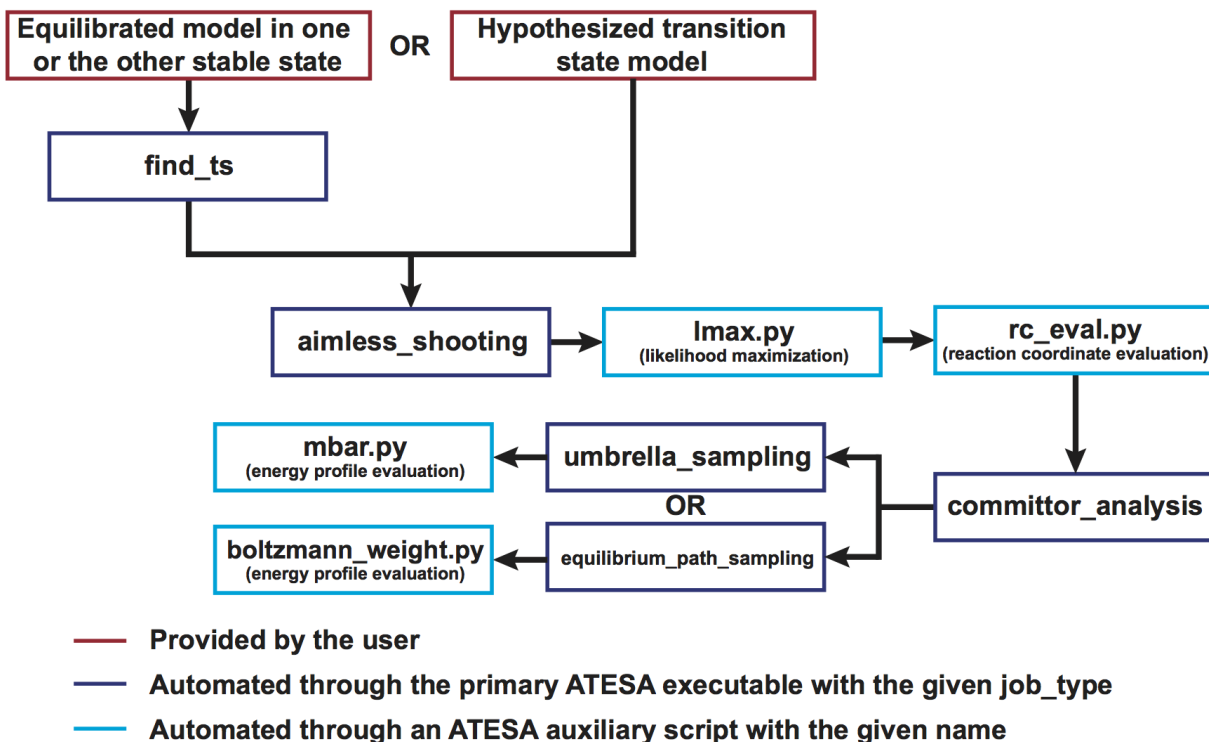 Equilibrated model in one
or the other stable state
OR
Hypothesized transition
state model
find_ts
aimless_shooting
lmax.py
(likelihood maximization)
rc_eval.py
(reaction coordinate evaluation)
mbar.py
(energy profile evaluation)
umbrella_sampling
OR
committor_analysis
boltzmann_weight.py
(energy profile evaluation)
equilibrium_path_sampling
Provided by the user
Automated through the primary ATESA executable with the given job_type
Automated through an ATESA auxiliary script with the given name